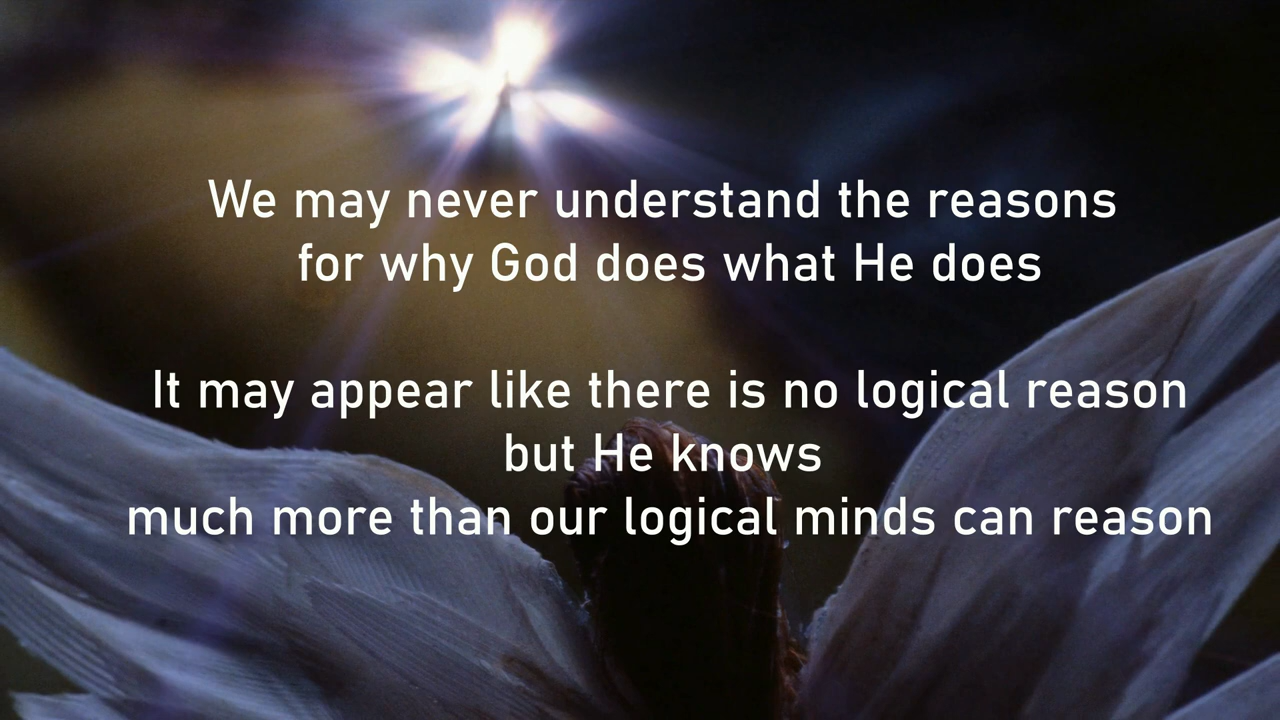 We may never understand the reasons
for why God does what He does
It may appear like there is no logical reason
but He knows
much more than our logical minds can reason